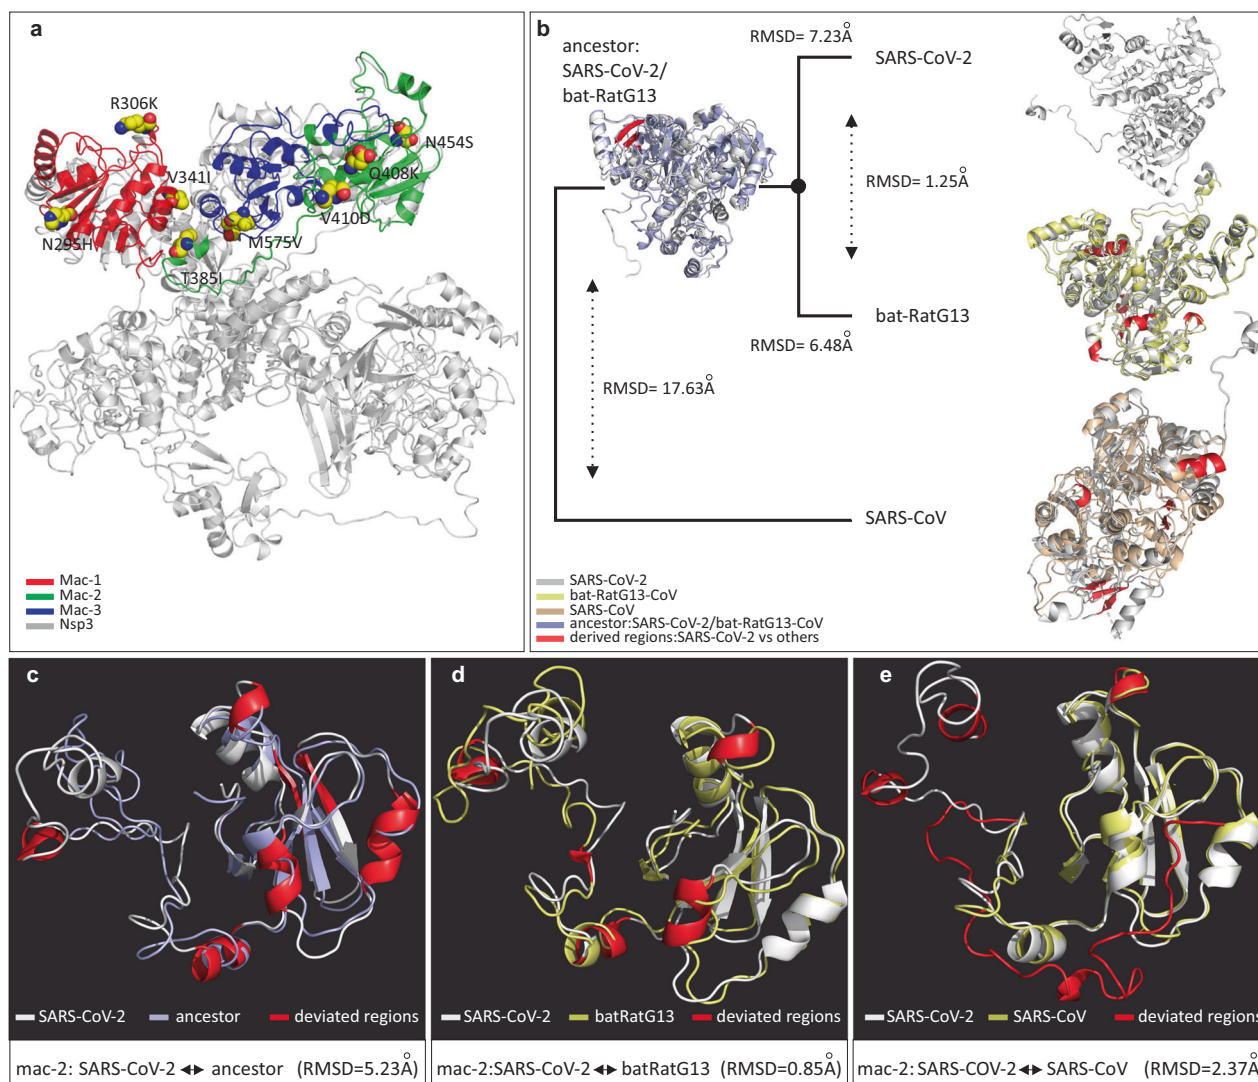 a
R306K
N454S
V341I
Q408K
V410D
N295H
M575V
T385I
Mac-1
Mac-2
Mac-3
Nsp3
b
ancestor:
SARS-CoV-2/
bat-RatG13
RMSD= 7.23Å
SARS-CoV-2
RMSD= 1.25Å
bat-RatG13
RMSD= 6.48Å
RMSD= 17.63Å
SARS-CoV
SARS-CoV-2
bat-RatG13-CoV
SARS-CoV
ancestor:SARS-CoV-2/bat-RatG13-CoV
derived regions:SARS-CoV-2 vs others
c
SARS-CoV-2 ancestor deviated regions
mac-2: SARS-CoV-2 ◄► ancestor (RMSD=5.23Å)
d
SARS-CoV-2 batRatG13 deviated regions
mac-2:SARS-CoV-2 ◄► batRatG13 (RMSD=0.85Å)
e
SARS-CoV-2 SARS-CoV deviated regions
mac-2: SARS-COV-2 ◄► SARS-CoV (RMSD=2.37Å)